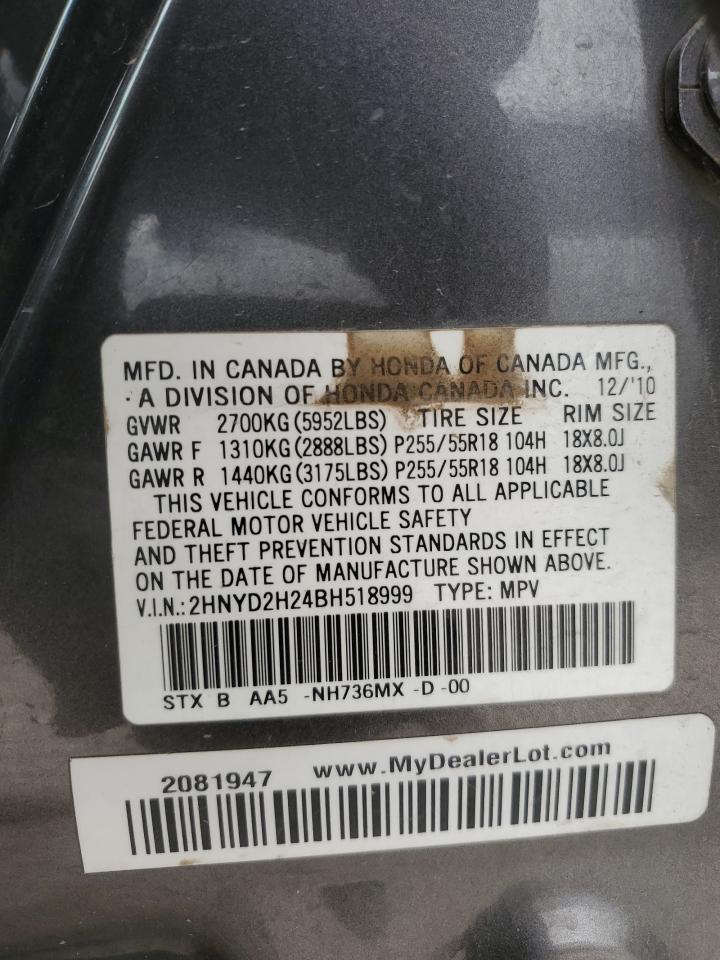 MFD. IN CANADA BY HONDA OF CANADA MFG.,
A DIVISION OF HONDA CANADA INC. 12/'10
GVWR 2700KG(5952LBS) TIRE SIZE RIM SIZE
GAWR F 1310KG(2888LBS) P255/55R18 104H 18X8.0J
GAWR R 1440KG(3175LBS) P255/55R18 104H 18X8.0J
THIS VEHICLE CONFORMS TO ALL APPLICABLE
FEDERAL MOTOR VEHICLE SAFETY
AND THEFT PREVENTION STANDARDS IN EFFECT
ON THE DATE OF MANUFACTURE SHOWN ABOVE.
V.I.N.:2HNYD2H24BH518999 TYPE: MPV
STX B AA5 -NH736MX -D -00
2081947 www.MyDealerLot.com